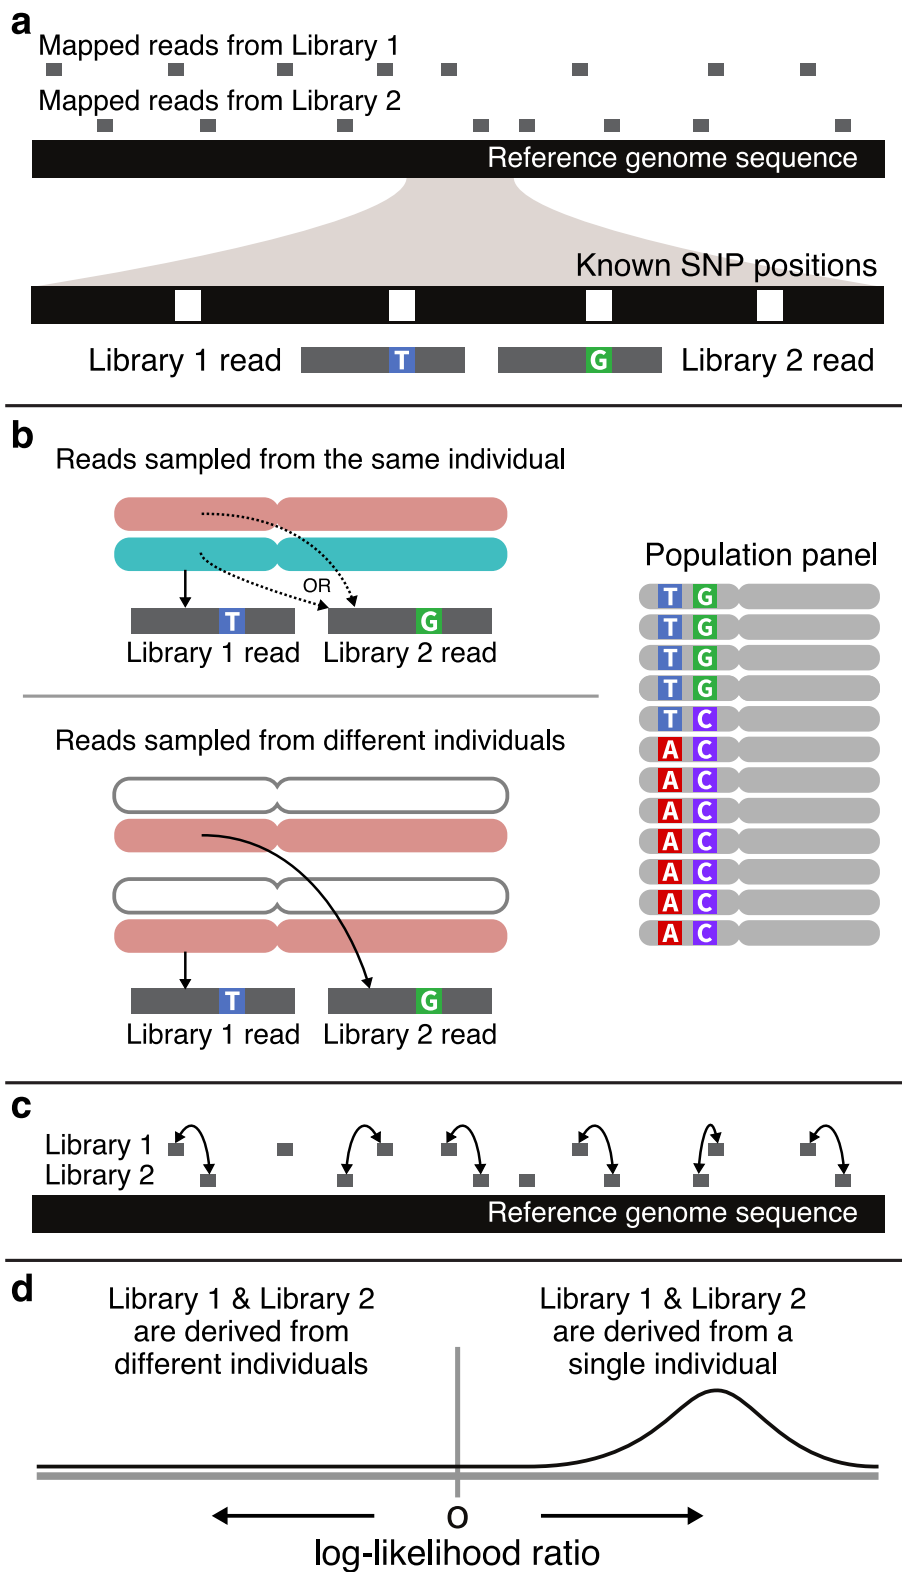 a
Mapped reads from Library 1
Mapped reads from Library 2
Reference genome sequence
Known SNP positions
Library 1 read
T
G
Library 2 read
b
Reads sampled from the same individual
OR
T
G
Library 1 read
Library 2 read
Reads sampled from different individuals
T
G
Library 1 read
Library 2 read
Population panel
T G
T G
T G
T G
T C
A C
A C
A C
A C
A C
A C
A C
c
Library 1
Library 2
Reference genome sequence
d
Library 1 & Library 2
are derived from
different individuals
Library 1 & Library 2
are derived from a
single individual
0
log-likelihood ratio